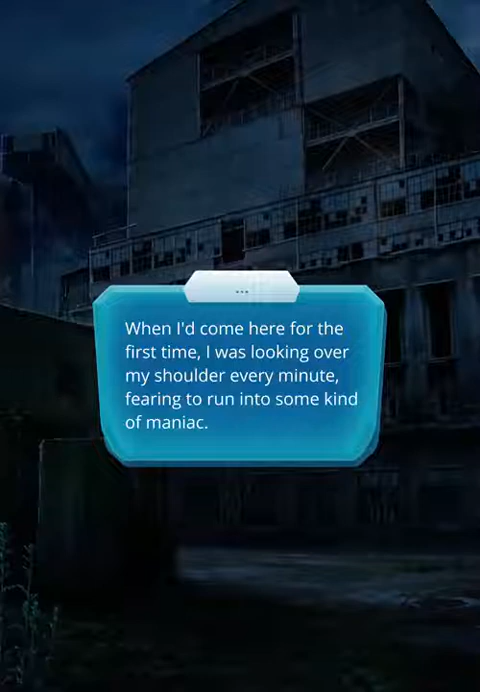 ...
When I'd come here for the
first time, I was looking over
my shoulder every minute,
fearing to run into some kind
of maniac.